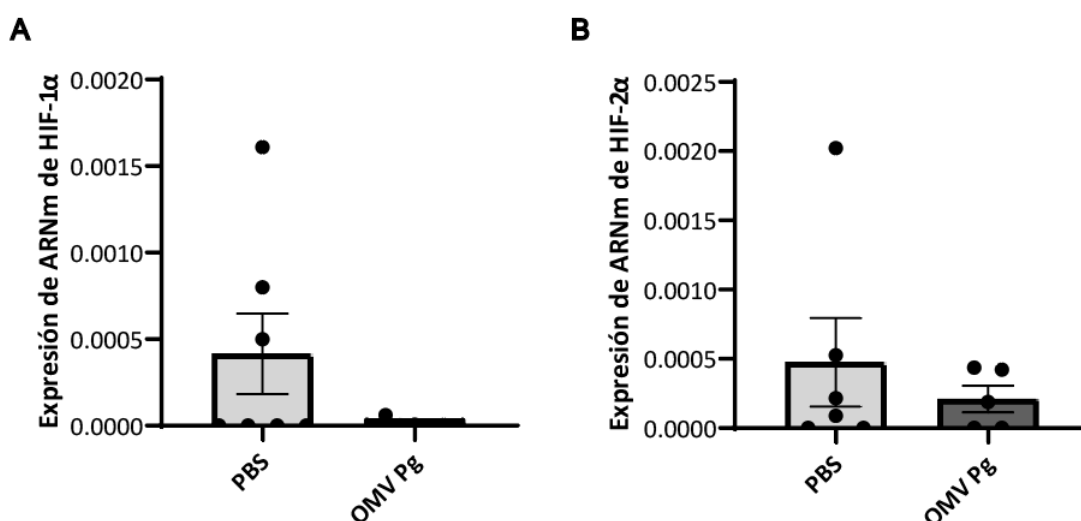 A
Expresión de ARNm de HIF-1α
0.0020
0.0015
0.0010
0.0005
0.0000
PBS
OMV Pg
B
Expresión de ARNm de HIF-2α
0.0025
0.0020
0.0015
0.0010
0.0005
0.0000
PBS
OMV Pg